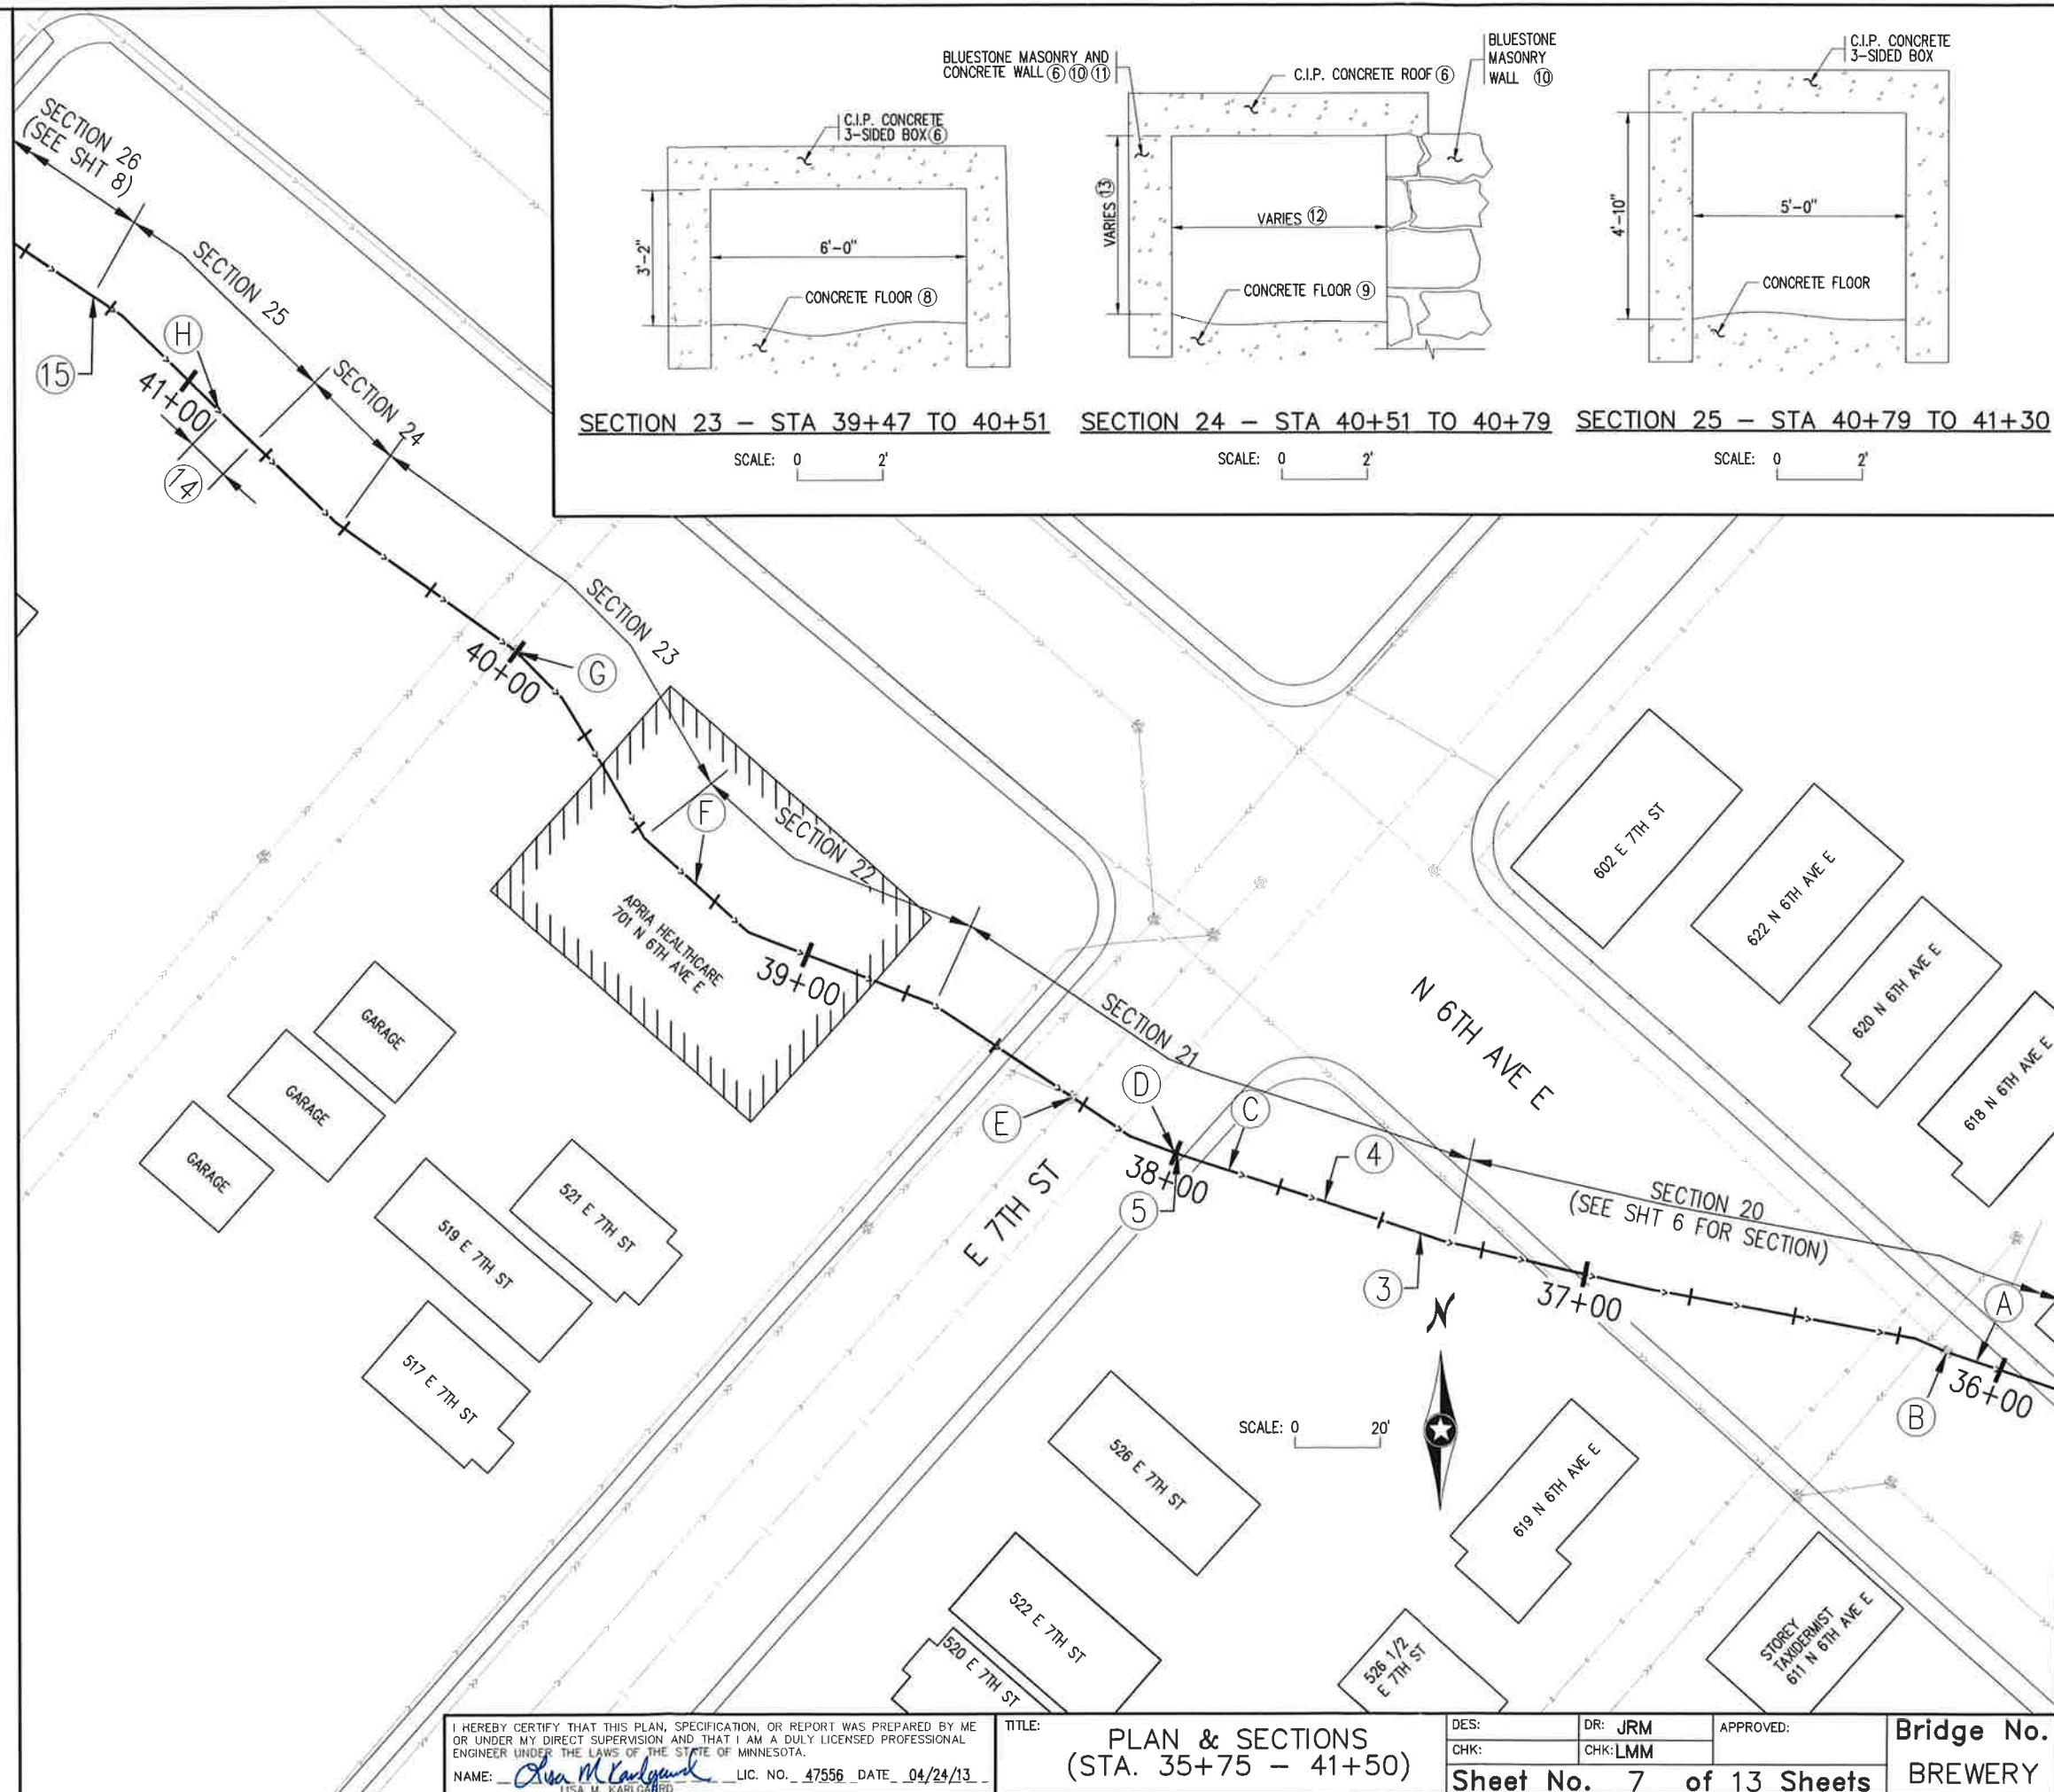 BLUESTONE MASONRY AND
CONCRETE WALL ⑥⑩⑪
C.I.P. CONCRETE ROOF ⑥
BLUESTONE
MASONRY
WALL ⑩
C.I.P. CONCRETE
3-SIDED BOX
C.I.P. CONCRETE
3-SIDED BOX⑥
3'-2"
6'-0"
CONCRETE FLOOR ⑧
VARIES ⑬
VARIES ⑫
CONCRETE FLOOR ⑨
4'-10"
5'-0"
CONCRETE FLOOR
SECTION 23 – STA 39+47 TO 40+51
SCALE: 0 2'
SECTION 24 – STA 40+51 TO 40+79
SCALE: 0 2'
SECTION 25 – STA 40+79 TO 41+30
SCALE: 0 2'
SECTION 26
(SEE SHT 8)
SECTION 25
SECTION 24
H
15
41+00
14
SECTION 23
40+00
G
F
SECTION 22
APRIA HEALTHCARE
701 N 6TH AVE E
39+00
602 E 7TH ST
622 N 6TH AVE E
620 N 6TH AVE E
618 N 6TH AVE E
N 6TH AVE E
SECTION 21
GARAGE
GARAGE
GARAGE
D
C
E
4
38+00
5
E 7TH ST
SECTION 20
(SEE SHT 6 FOR SECTION)
521 E 7TH ST
519 E 7TH ST
517 E 7TH ST
3
37+00
A
36+00
B
N
SCALE: 0 20'
526 E 7TH ST
619 N 6TH AVE E
522 E 7TH ST
520 E 7TH ST
526 1/2
E 7TH ST
STOREY
TAXIDERMIST
611 N 6TH AVE E
I HEREBY CERTIFY THAT THIS PLAN, SPECIFICATION, OR REPORT WAS PREPARED BY ME
OR UNDER MY DIRECT SUPERVISION AND THAT I AM A DULY LICENSED PROFESSIONAL
ENGINEER UNDER THE LAWS OF THE STATE OF MINNESOTA.
NAME: Lisa M Karlgaard LIC. NO. 47556 DATE 04/24/13
LISA M. KARLGAARD
TITLE:
PLAN & SECTIONS
(STA. 35+75 – 41+50)
DES:
DR: JRM
APPROVED:
CHK:
CHK: LMM
Sheet No. 7 of 13 Sheets
Bridge No.
BREWERY